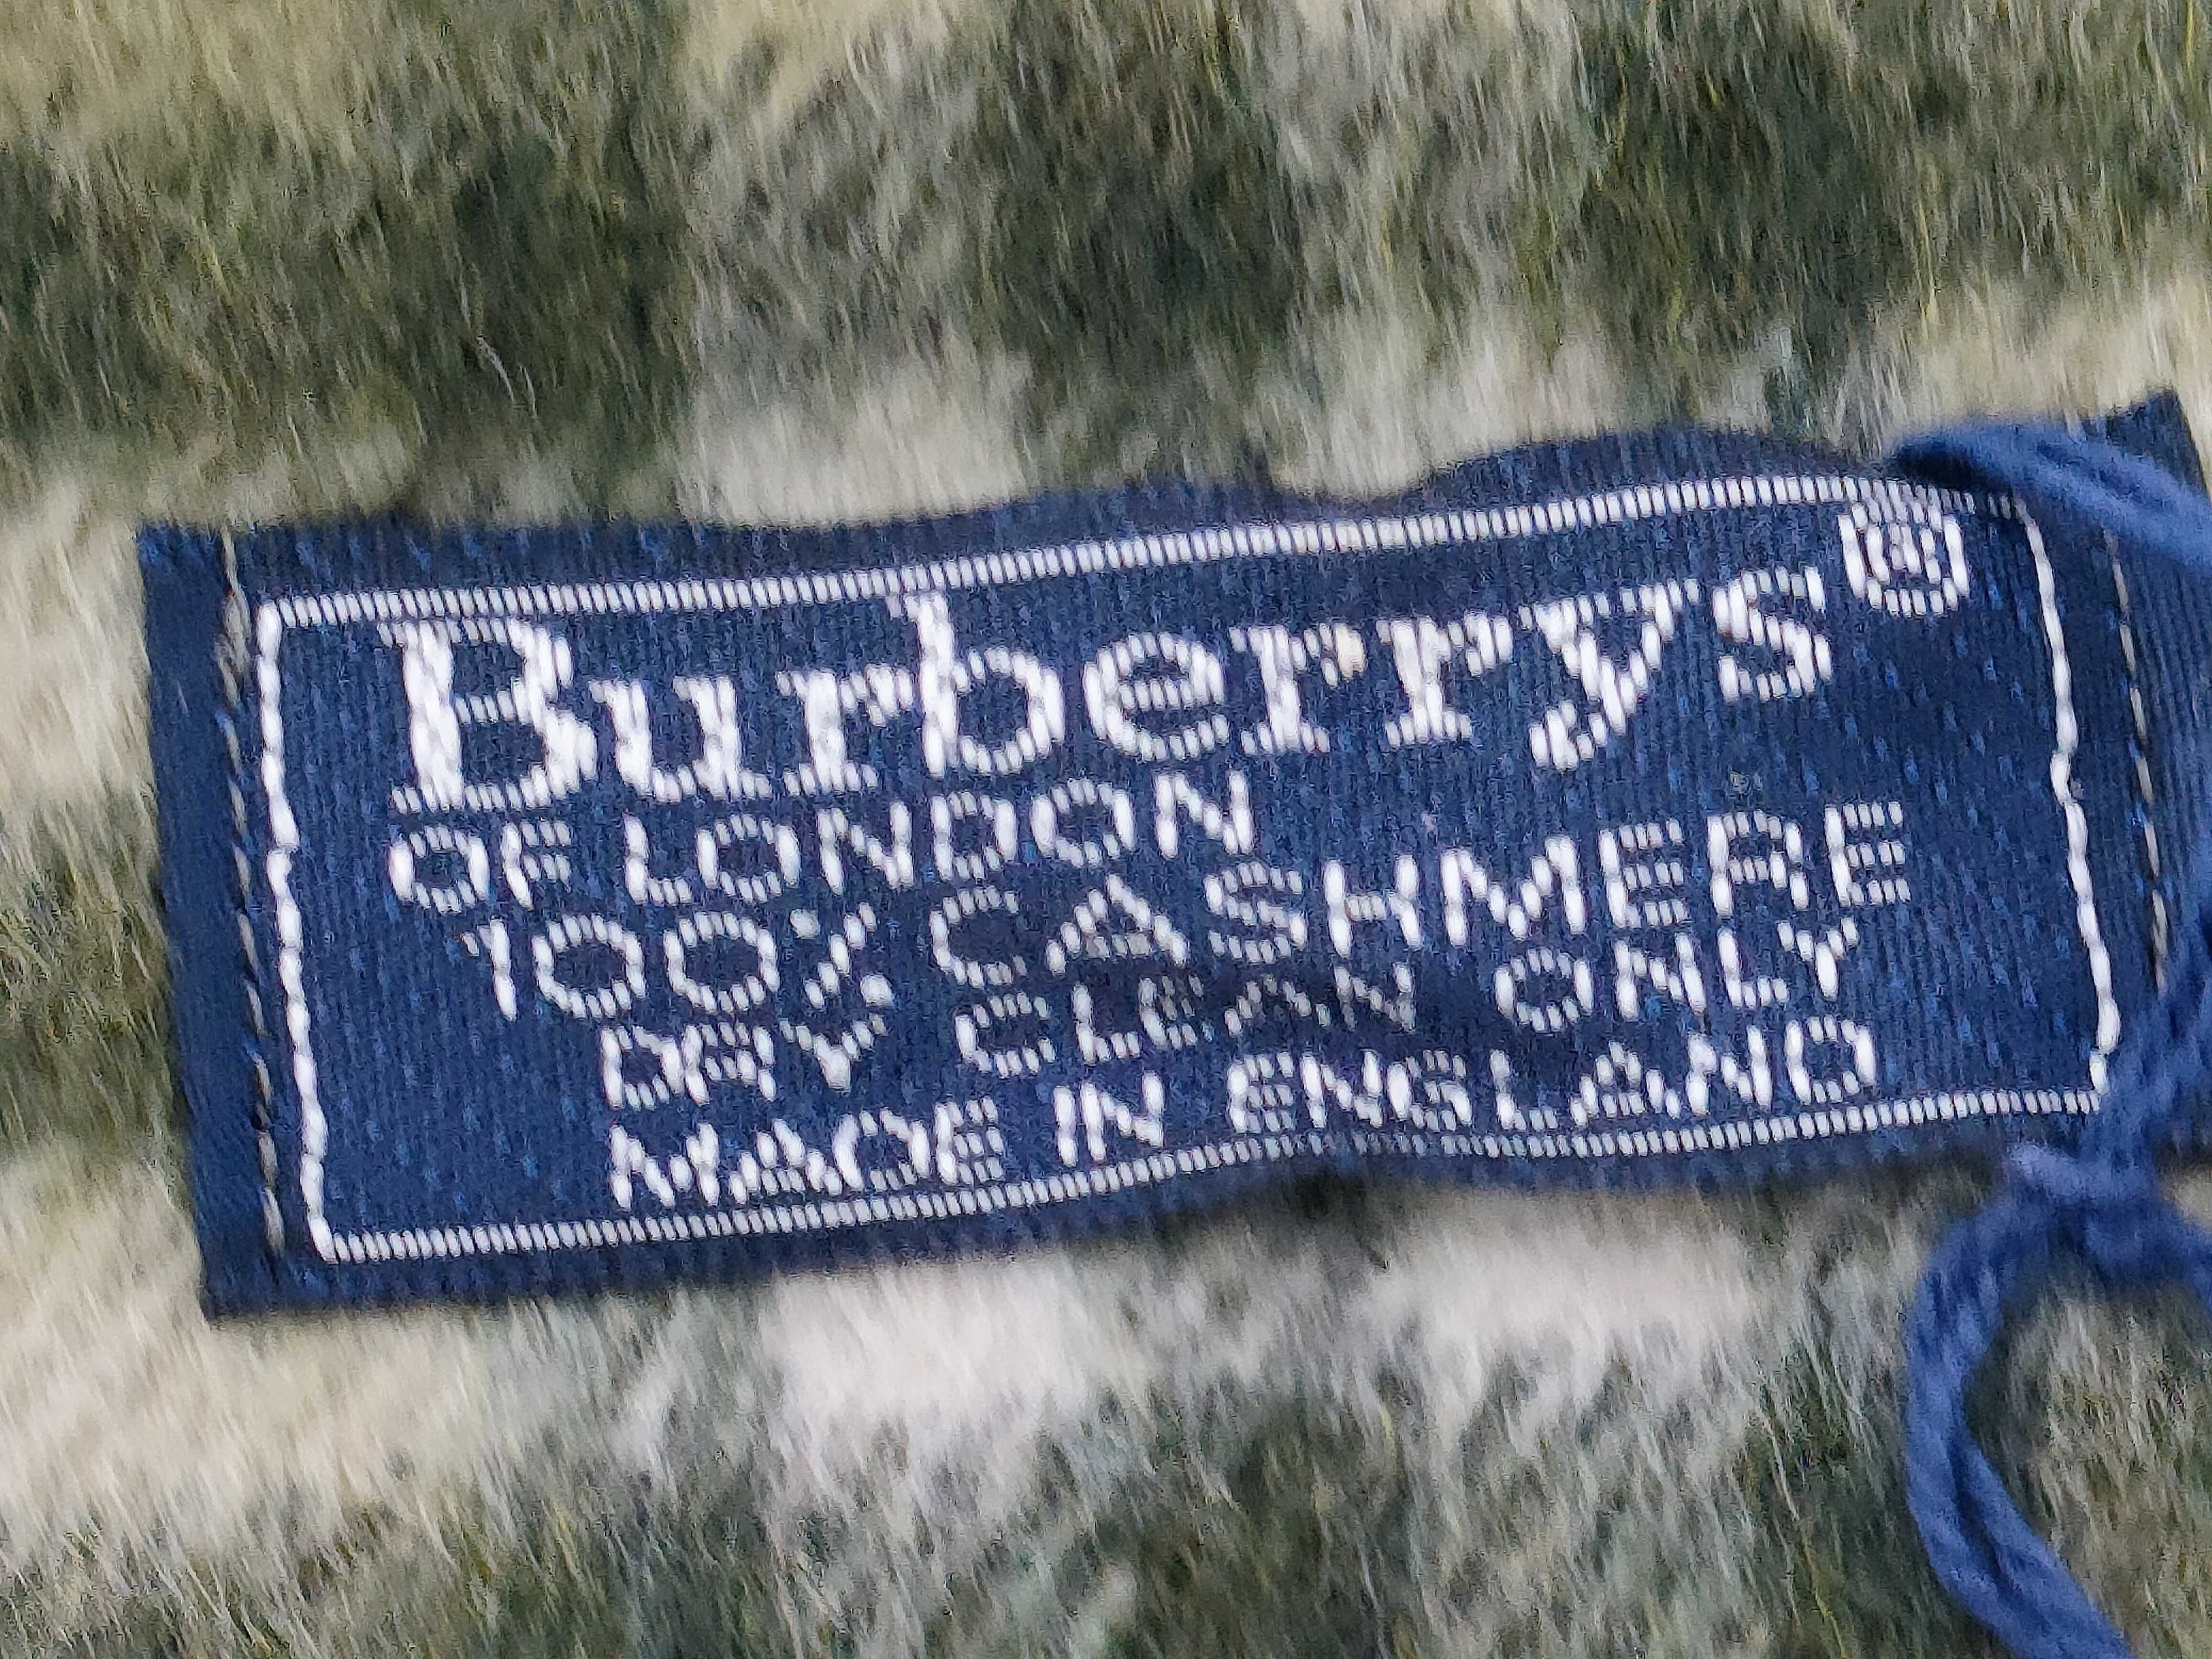 Burberrys®
OF LONDON
100% CASHMERE
DRY CLEAN ONLY
MADE IN ENGLAND